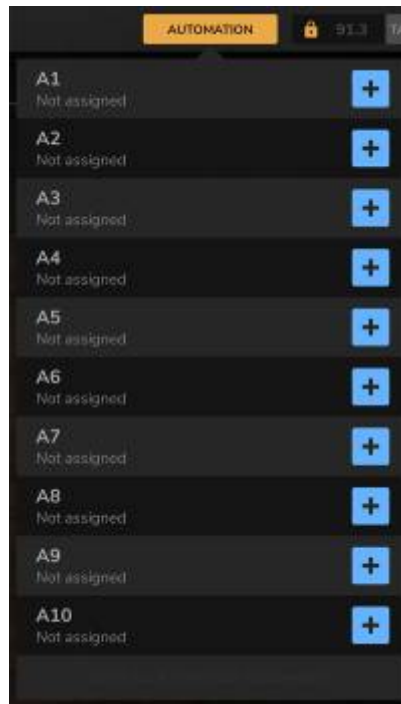 AUTOMATION 91.3 TA
A1
Not assigned
A2
Not assigned
A3
Not assigned
A4
Not assigned
A5
Not assigned
A6
Not assigned
A7
Not assigned
A8
Not assigned
A9
Not assigned
A10
Not assigned